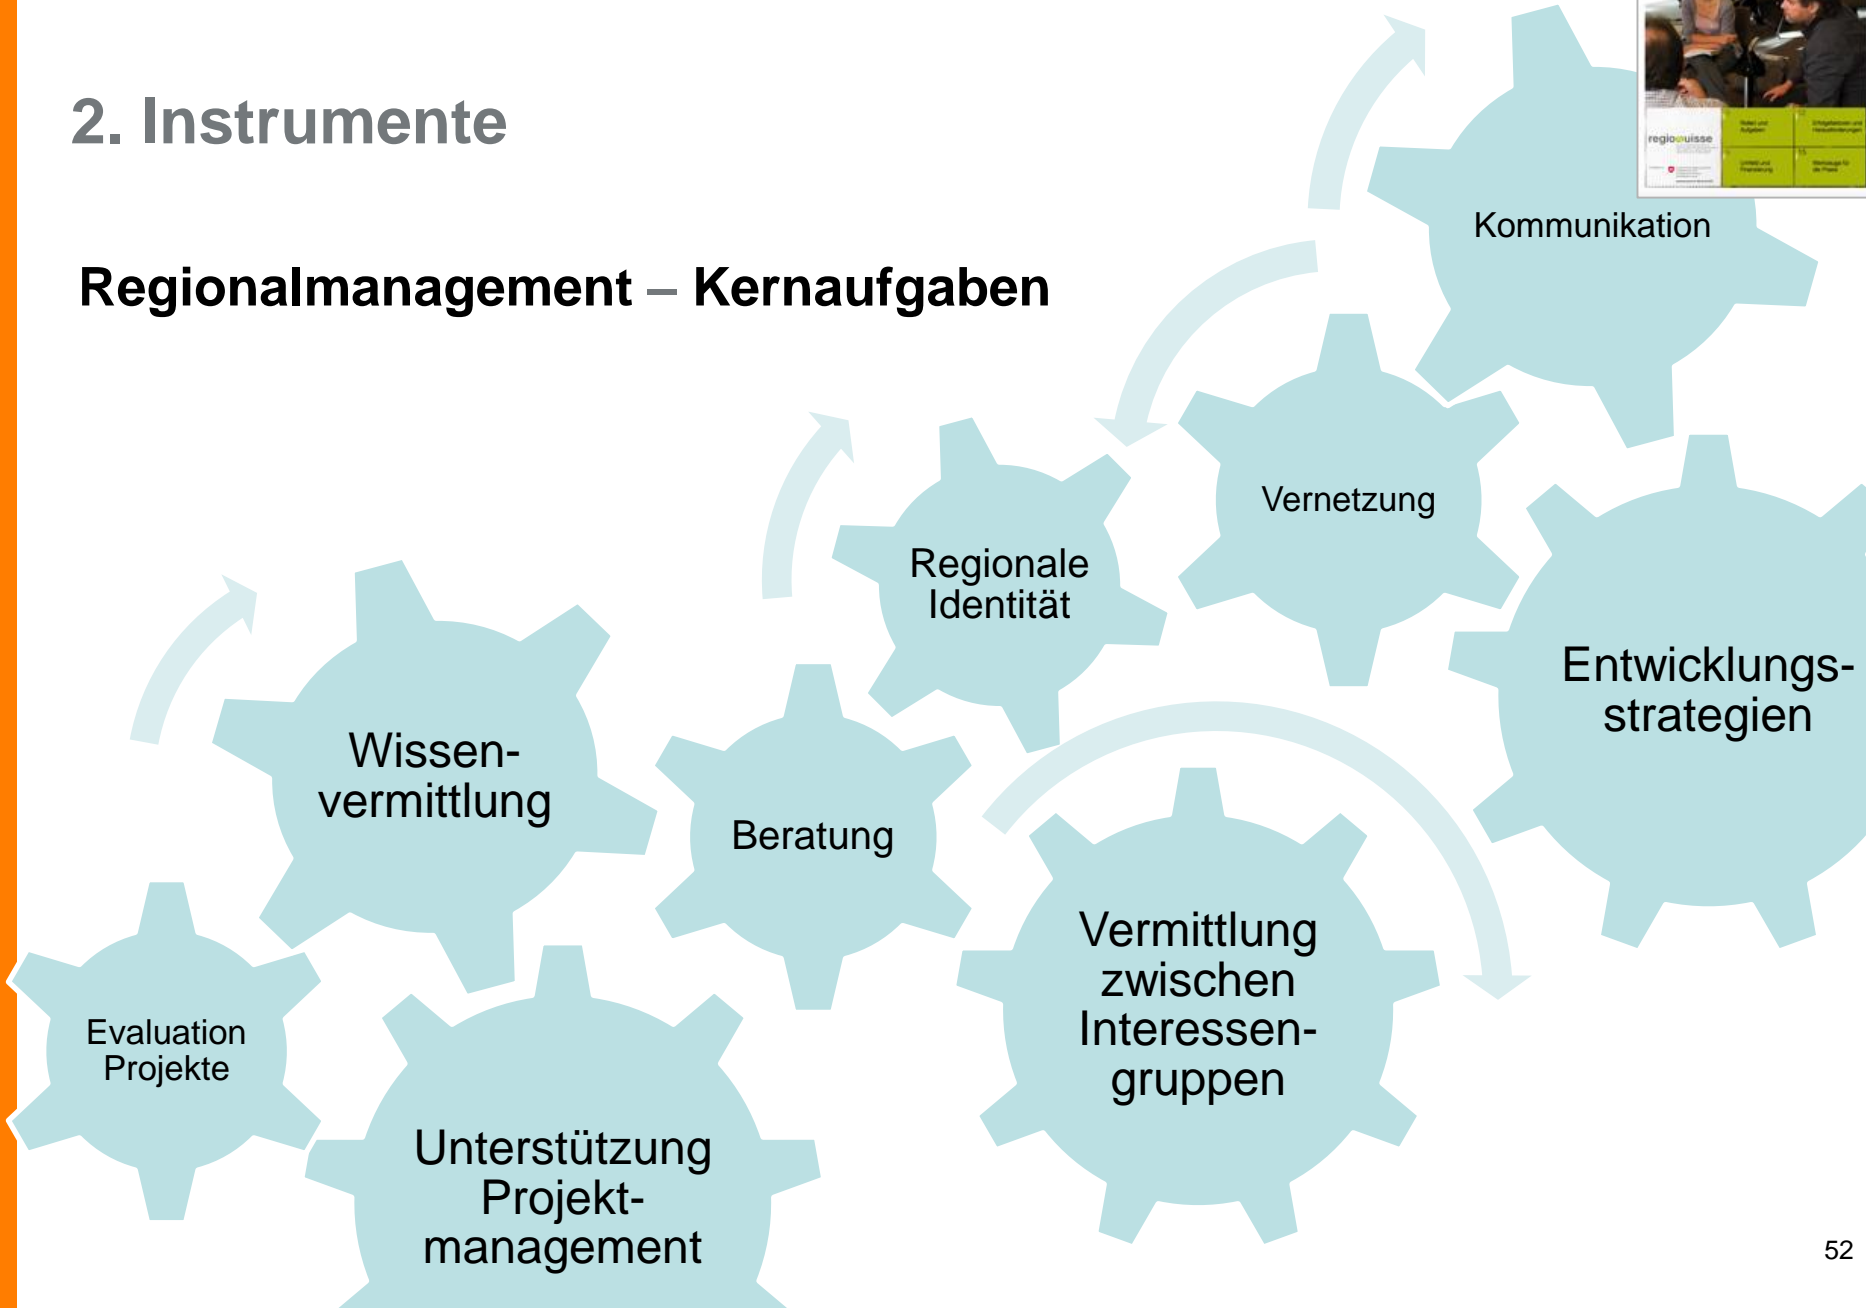 2. Instrumente
Regionalmanagement – Kernaufgaben
regiosuisse
Kommunikation
Vernetzung
Regionale
Identität
Entwicklungs-
strategien
Wissen-
vermittlung
Beratung
Vermittlung
zwischen
Interessen-
gruppen
Evaluation
Projekte
Unterstützung
Projekt-
management
52